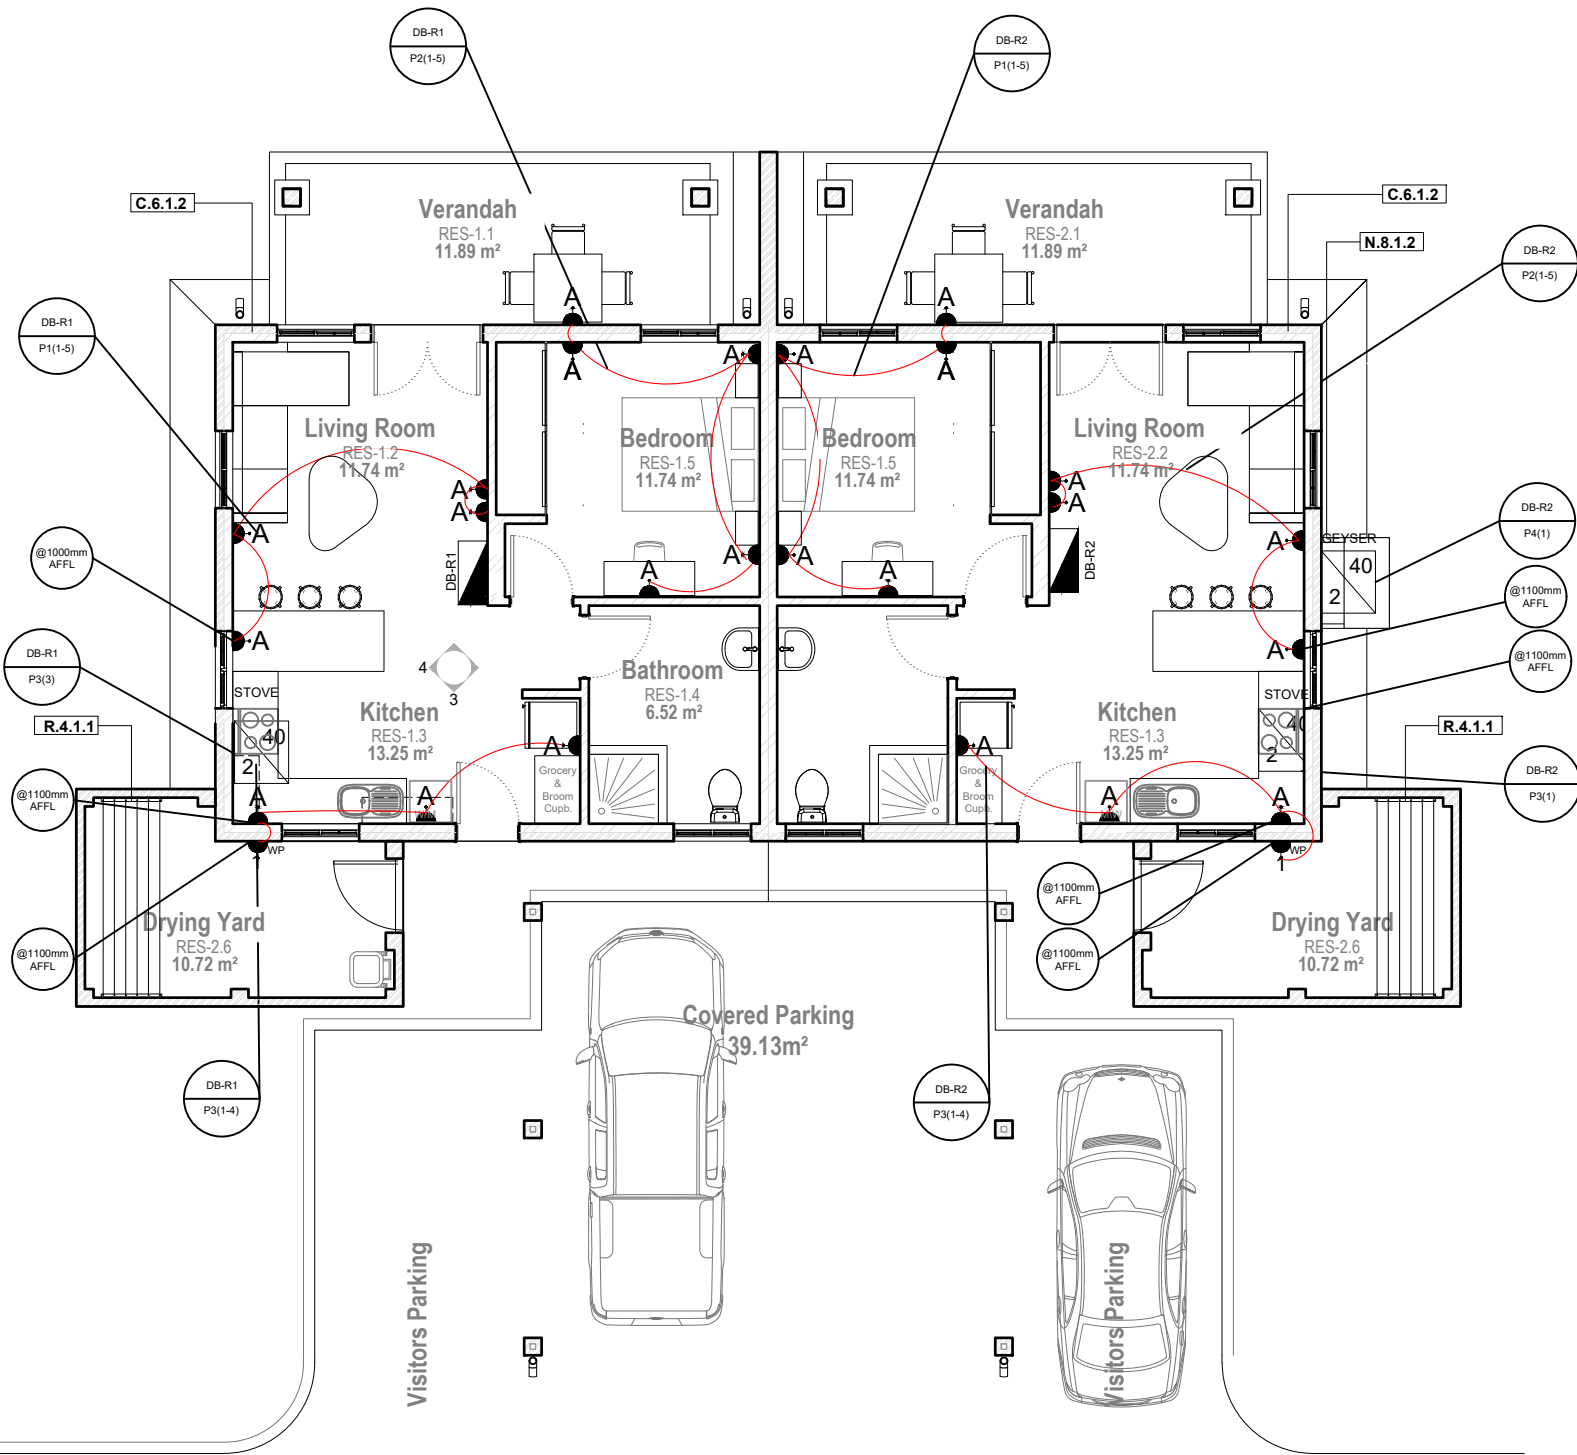 DB-R1
P2(1-5)
DB-R2
P1(1-5)
C.6.1.2
Verandah
RES-1.1
11.89 m²
Verandah
RES-2.1
11.89 m²
C.6.1.2
N.8.1.2
DB-R2
P2(1-5)
DB-R1
P1(1-5)
A
A
A
A
A
A
A
Living Room
RES-1.2
11.74 m²
Bedroom
RES-1.5
11.74 m²
Bedroom
RES-1.5
11.74 m²
Living Room
RES-2.2
11.74 m²
A
A
A
A
A
A
DB-R2
P4(1)
GEYSER
40
2
@1000mm
AFFL
DB-R1
A
A
A
A
DB-R2
@1100mm
AFFL
A
A
@1100mm
AFFL
DB-R1
P3(3)
4
3
Bathroom
RES-1.4
6.52 m²
STOVE
40
2
Kitchen
RES-1.3
13.25 m²
Kitchen
RES-1.3
13.25 m²
STOVE
40
2
R.4.1.1
R.4.1.1
A
A
Grocery
&
Broom
Cupb.
Grocery
&
Broom
Cupb.
DB-R2
P3(1)
@1100mm
AFFL
A
A
A
A
WP
1
WP
1
@1100mm
AFFL
@1100mm
AFFL
@1100mm
AFFL
Drying Yard
RES-2.6
10.72 m²
Drying Yard
RES-2.6
10.72 m²
Covered Parking
39.13m²
DB-R1
P3(1-4)
DB-R2
P3(1-4)
Visitors Parking
Visitors Parking